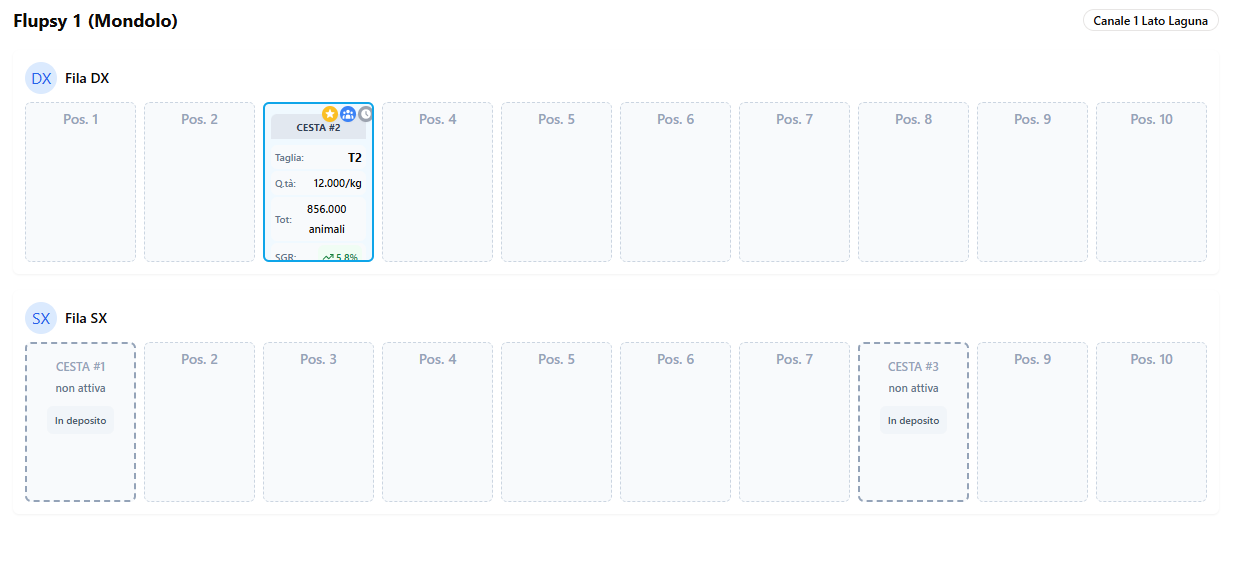 Flupsy 1 (Mondolo)
Canale 1 Lato Laguna
DX Fila DX
Pos. 1
Pos. 2
CESTA #2
Taglia: T2
Q.tà: 12.000/kg
Tot: 856.000 animali
SGR: 5.8%
Pos. 4
Pos. 5
Pos. 6
Pos. 7
Pos. 8
Pos. 9
Pos. 10
SX Fila SX
CESTA #1
non attiva
In deposito
Pos. 2
Pos. 3
Pos. 4
Pos. 5
Pos. 6
Pos. 7
CESTA #3
non attiva
In deposito
Pos. 9
Pos. 10